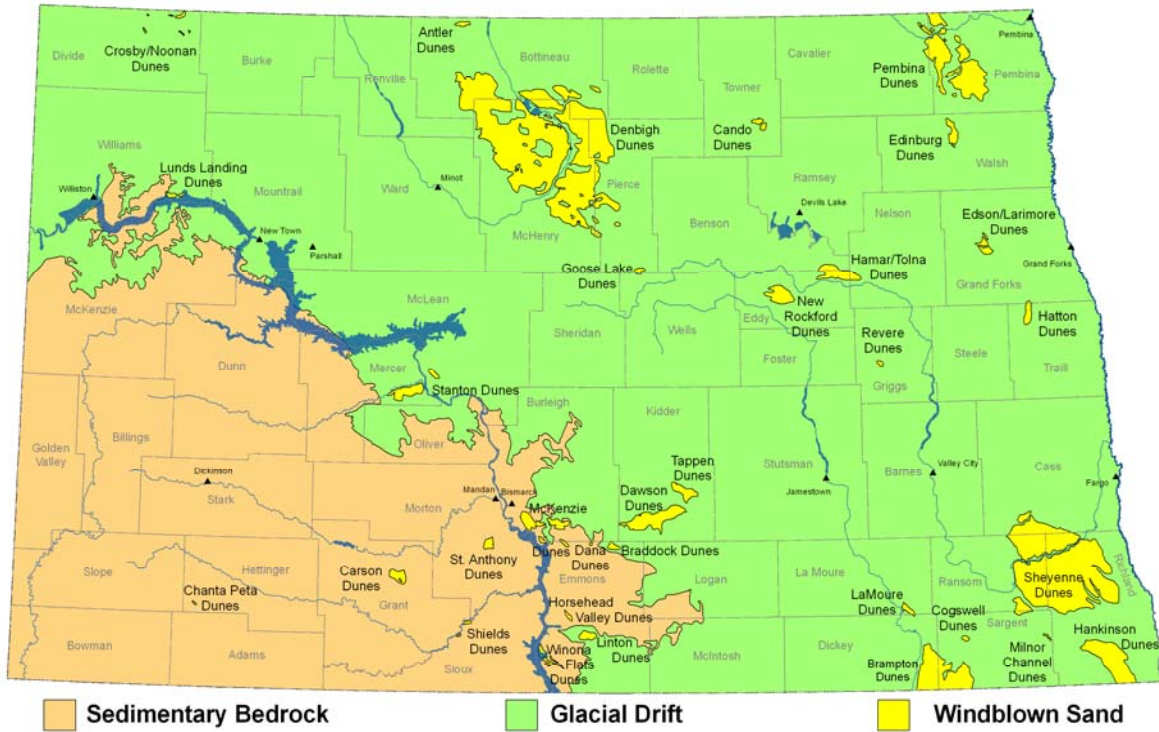 Antler
Dunes
Crosby/Noonan
Dunes
Divide
Burke
Renville
Bottineau
Rolette
Towner
Cavalier
Pembina
Pembina
Dunes
Pembina
Denbigh
Dunes
Cando
Dunes
Edinburg
Dunes
Walsh
Williams
Lunds Landing
Dunes
Williston
Mountrail
Ward
Minot
Pierce
Ramsey
Devils Lake
Nelson
Edson/Larimore
Dunes
Benson
McHenry
New Town
Parshall
Grand Forks
Goose Lake
Dunes
Hamar/Tolna
Dunes
Grand Forks
McKenzie
McLean
Sheridan
Wells
Eddy
New
Rockford
Dunes
Hatton
Dunes
Revere
Dunes
Foster
Griggs
Steele
Traill
Dunn
Mercer
Stanton Dunes
Burleigh
Kidder
Golden
Valley
Billings
Oliver
Dickinson
Stark
Mandan
Bismarck
Morton
Tappen
Dunes
Dawson
Dunes
Stutsman
Jamestown
Barnes
Valley City
Cass
Fargo
McKenzie
Dunes
Dana
Dunes
Braddock Dunes
St. Anthony
Dunes
Slope
Hettinger
Carson
Dunes
Chanta Peta
Dunes
Grant
Emmons
Logan
La Moure
Ransom
Richland
Sheyenne
Dunes
LaMoure
Dunes
Cogswell
Dunes
Sargent
Horsehead
Valley Dunes
Shields
Dunes
Winona
Flats
Dunes
Linton
Dunes
Bowman
Adams
Sioux
McIntosh
Dickey
Brampton
Dunes
Milnor
Channel
Dunes
Hankinson
Dunes
Sedimentary Bedrock
Glacial Drift
Windblown Sand